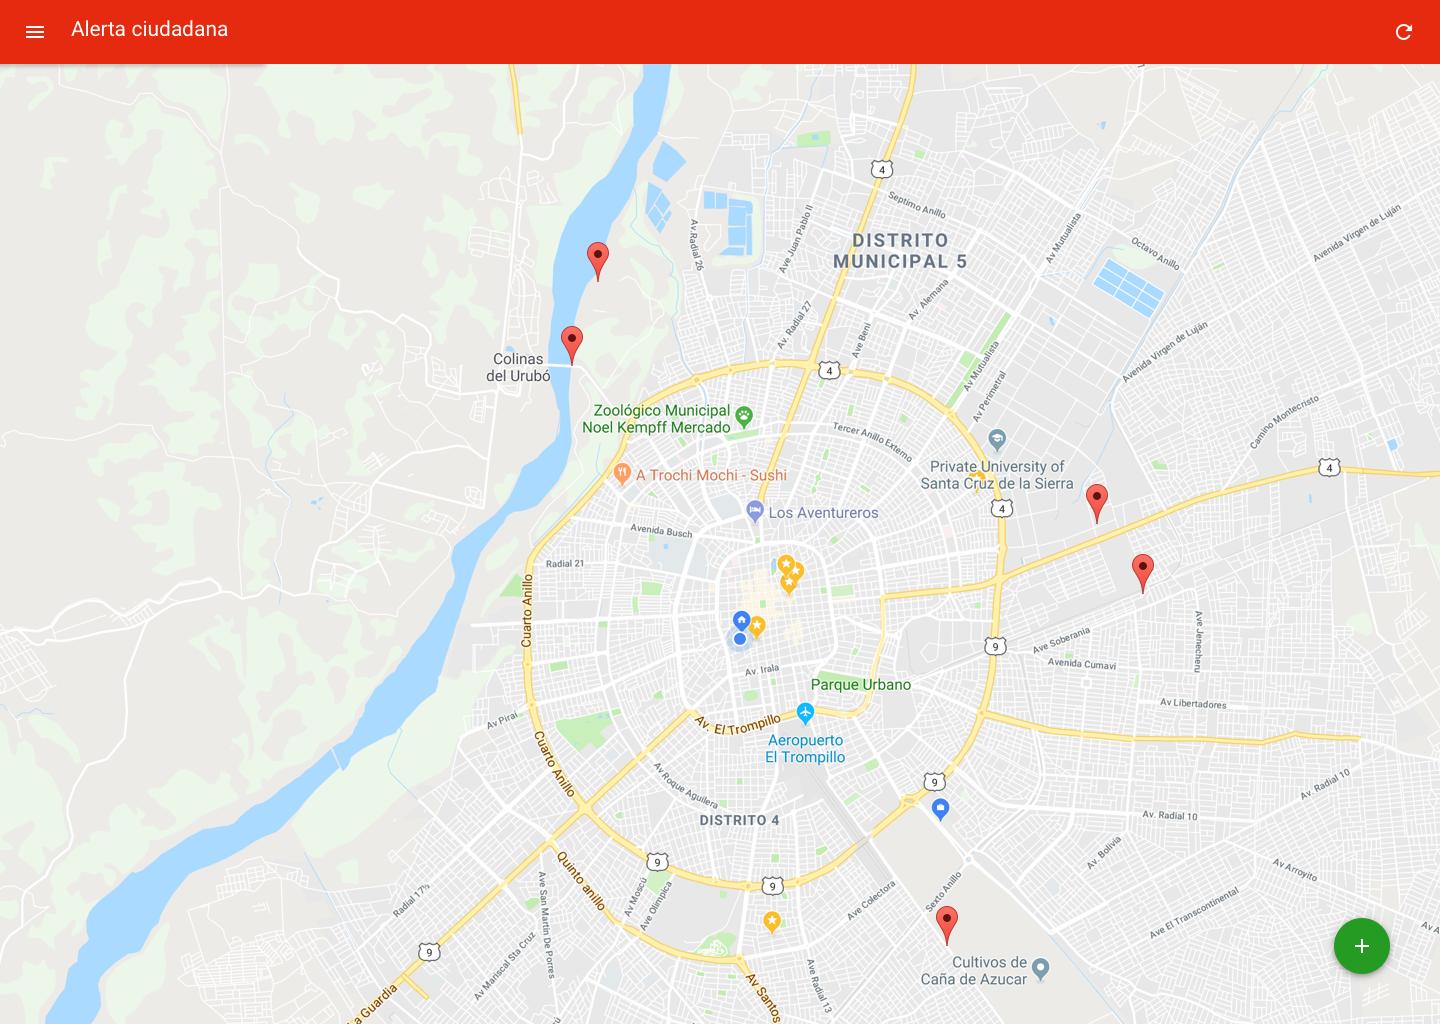 Alerta ciudadana
4
Septimo Anillo
Avenida Virgen de Luján
Av. Radial 26
Ave Juan Pablo II
DISTRITO
MUNICIPAL 5
Av Mutualista
Octavo Anillo
Av. Alemana
Av. Radial 27
Ave Beni
Avenida Virgen de Luján
Colinas
del Urubó
4
Av Mutualista
Av Perimetral
Zoológico Municipal
Noel Kempff Mercado
Tercer Anillo Externo
Camino Montecristo
Private University of
Santa Cruz de la Sierra
4
A Trochi Mochi - Sushi
4
Los Aventureros
Avenida Busch
Radial 21
Cuarto Anillo
Ave Jenecheru
Ave Soberania
9
Avenida Cumavi
Av. Irala
Parque Urbano
Av Libertadores
Av Pirai
Av. El Trompillo
Aeropuerto
El Trompillo
Cuarto Anillo
Av Roque Aguilera
9
Av. Radial 10
DISTRITO 4
Av. Radial 10
9
Quinto anillo
Av. Bolivia
Av Arroyito
9
Radial 17½
Av Moscú
Ave Olimpica
Ave San Martin De Porres
Ave Colectora
Sexto Anillo
Ave El Transcontinental
Av A
9
Av Mariscal Sta Cruz
Cultivos de
Caña de Azucar
Ave Radial 13
Av Santos
la Guardia